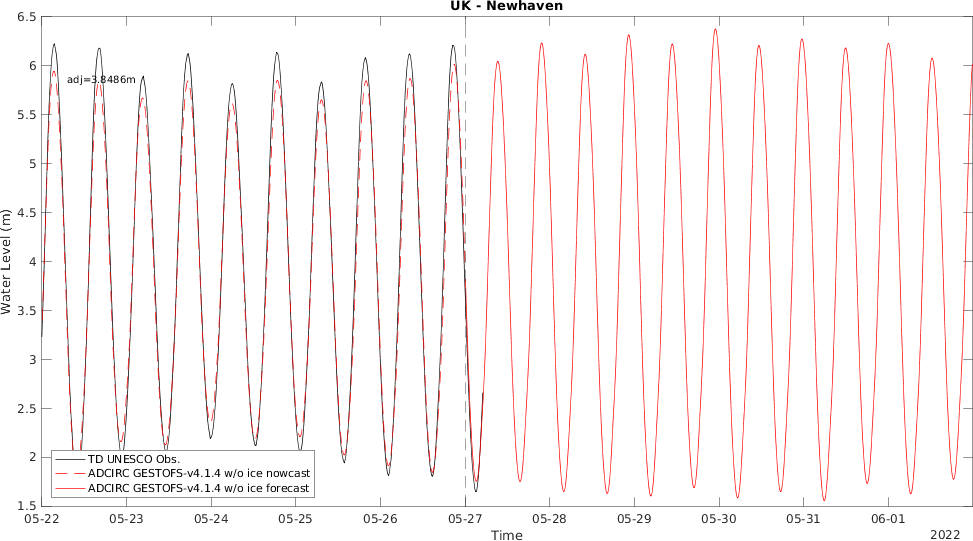 UK - Newhaven
6.5
6
5.5
5
4.5
4
3.5
3
2.5
2
1.5
Water Level (m)
adj=3.8486m
TD UNESCO Obs.
ADCIRC GESTOFS-v4.1.4 w/o ice nowcast
ADCIRC GESTOFS-v4.1.4 w/o ice forecast
05-22 05-23 05-24 05-25 05-26 05-27 05-28 05-29 05-30 05-31 06-01
Time
2022